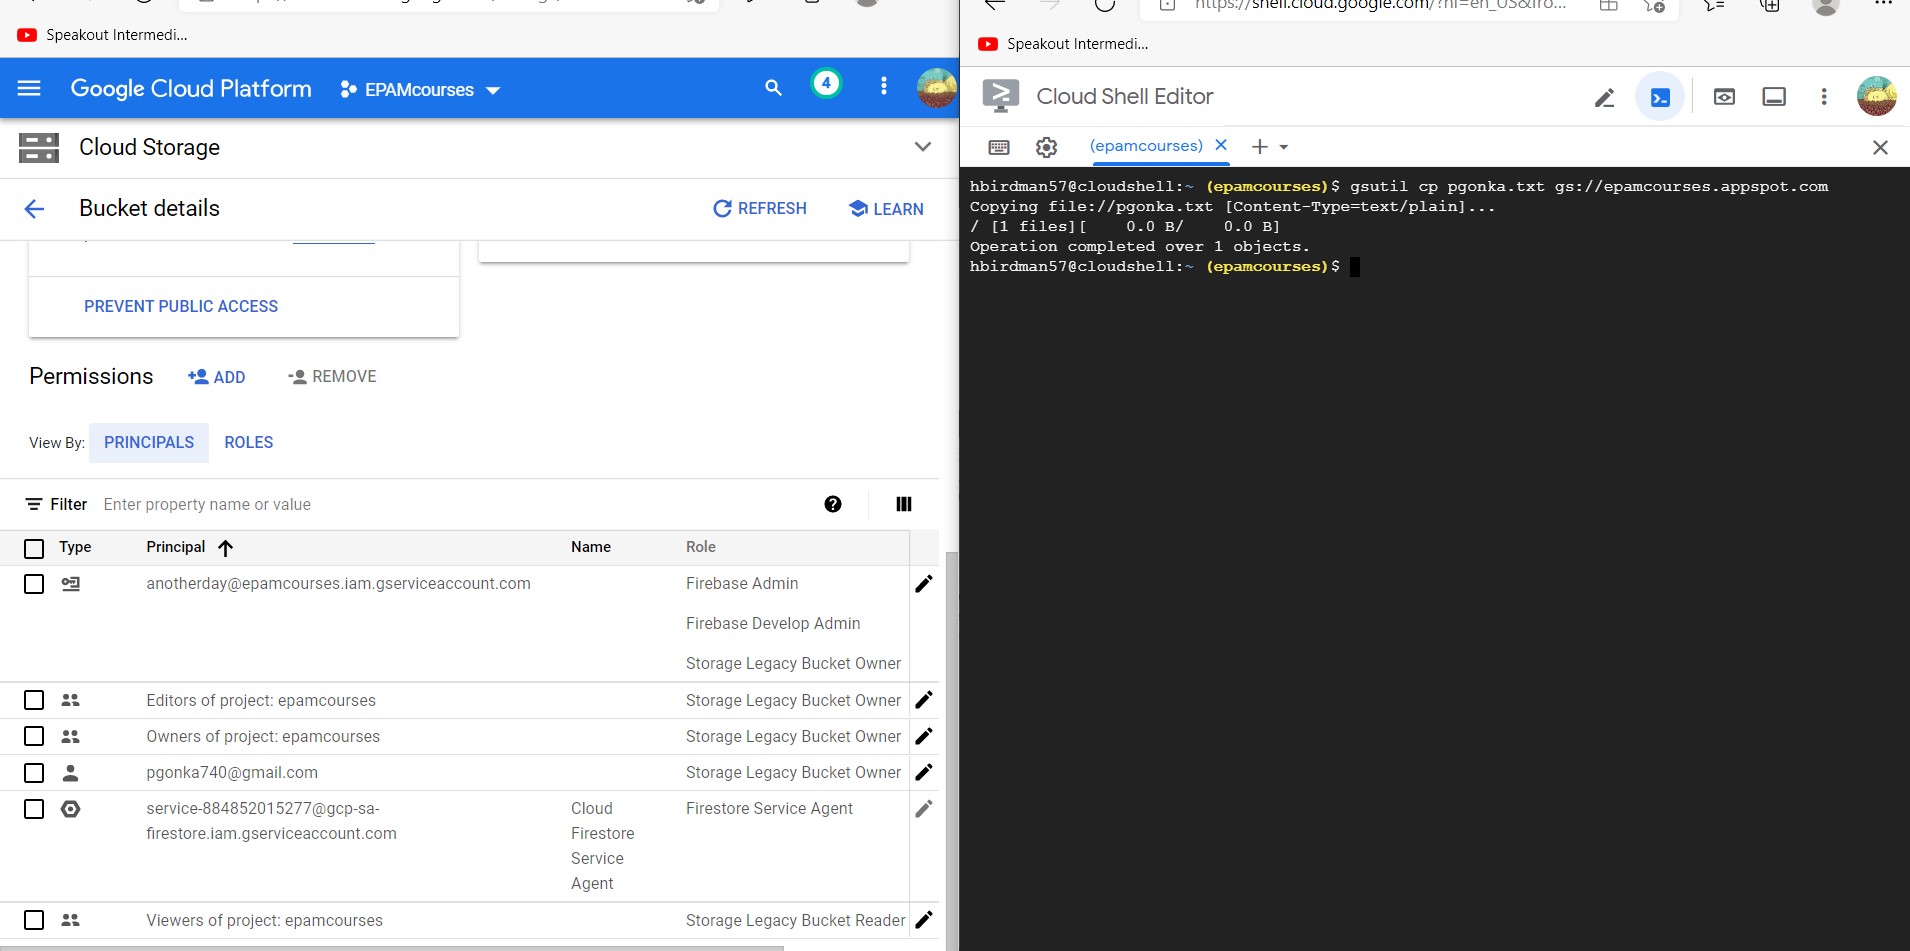 Speakout Intermedi...
Google Cloud Platform
EPAMcourses
4
Cloud Storage
Bucket details
REFRESH
LEARN
PREVENT PUBLIC ACCESS
Permissions
ADD
REMOVE
View By:
PRINCIPALS
ROLES
Filter
Enter property name or value
Type Principal Name Role
anotherday@epamcourses.iam.gserviceaccount.com
Firebase Admin
Firebase Develop Admin
Storage Legacy Bucket Owner
Editors of project: epamcourses Storage Legacy Bucket Owner
Owners of project: epamcourses Storage Legacy Bucket Owner
pgonka740@gmail.com Storage Legacy Bucket Owner
service-884852015277@gcp-sa-
firestore.iam.gserviceaccount.com
Cloud
Firestore
Service
Agent
Firestore Service Agent
Viewers of project: epamcourses Storage Legacy Bucket Reader
https://shell.cloud.google.com/?hl=en_US&fro...
Speakout Intermedi...
Cloud Shell Editor
(epamcourses)
hbirdman57@cloudshell:~ (epamcourses)$ gsutil cp pgonka.txt gs://epamcourses.appspot.com
Copying file://pgonka.txt [Content-Type=text/plain]...
/ [1 files][    0.0 B/    0.0 B]
Operation completed over 1 objects.
hbirdman57@cloudshell:~ (epamcourses)$